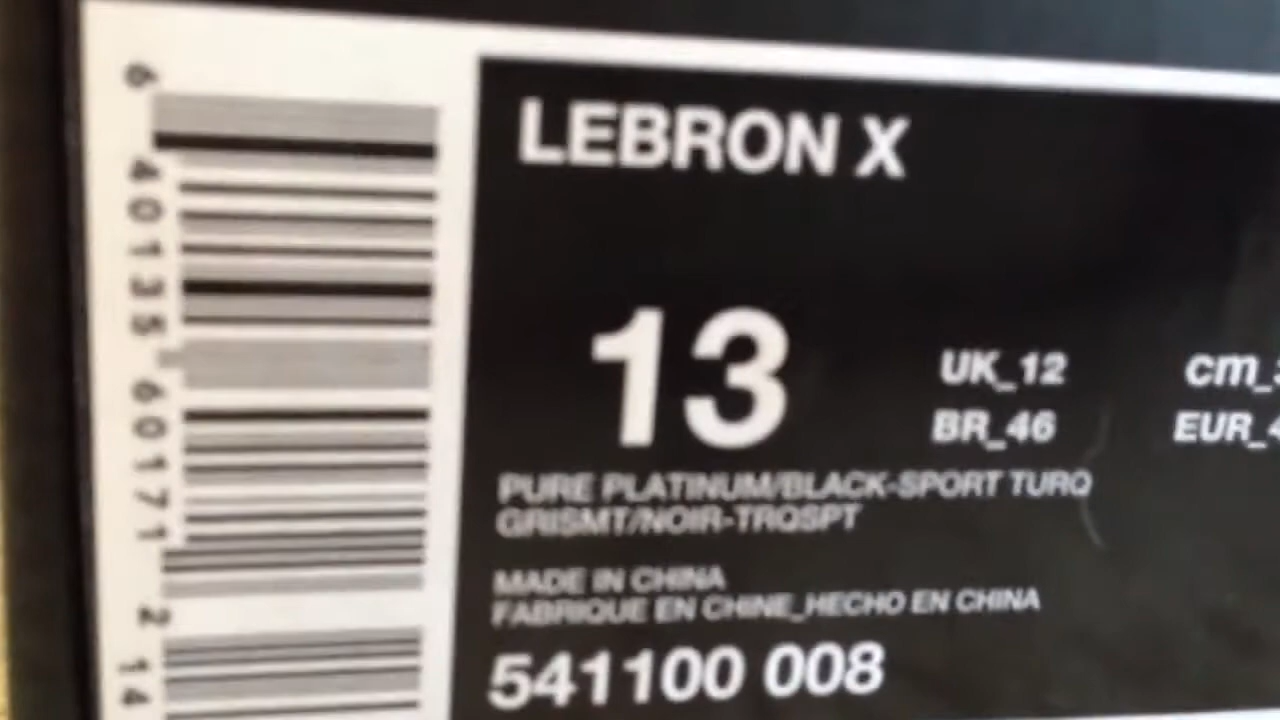 LEBRON X
13
UK_12
BR_46
cm_
EUR_4
PURE PLATINUM/BLACK-SPORT TURQ
GRISMT/NOIR-TRQSPT
MADE IN CHINA
FABRIQUE EN CHINE_HECHO EN CHINA
541100 008
6 40135 60171 2 14